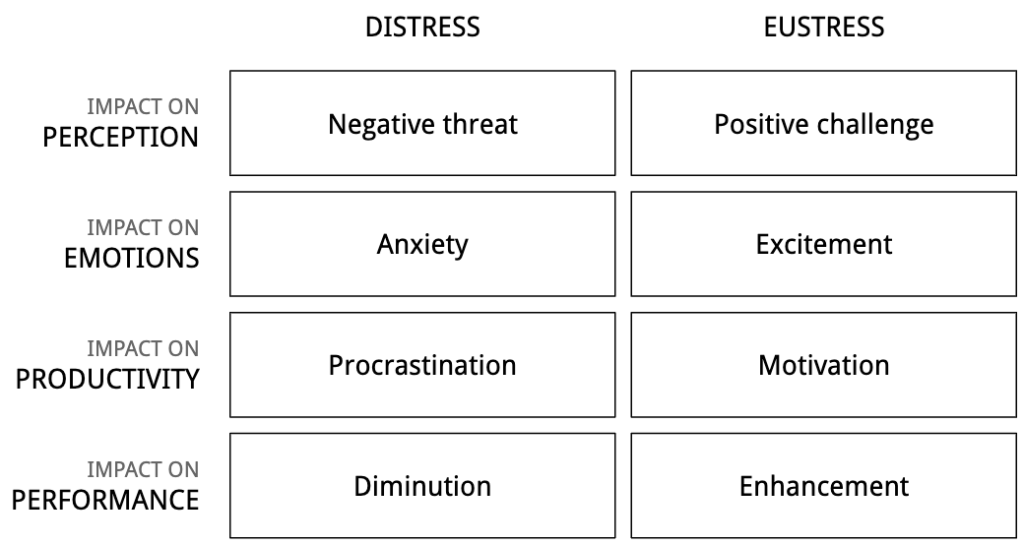 DISTRESS EUSTRESS
IMPACT ON
PERCEPTION Negative threat Positive challenge
IMPACT ON
EMOTIONS Anxiety Excitement
IMPACT ON
PRODUCTIVITY Procrastination Motivation
IMPACT ON
PERFORMANCE Diminution Enhancement